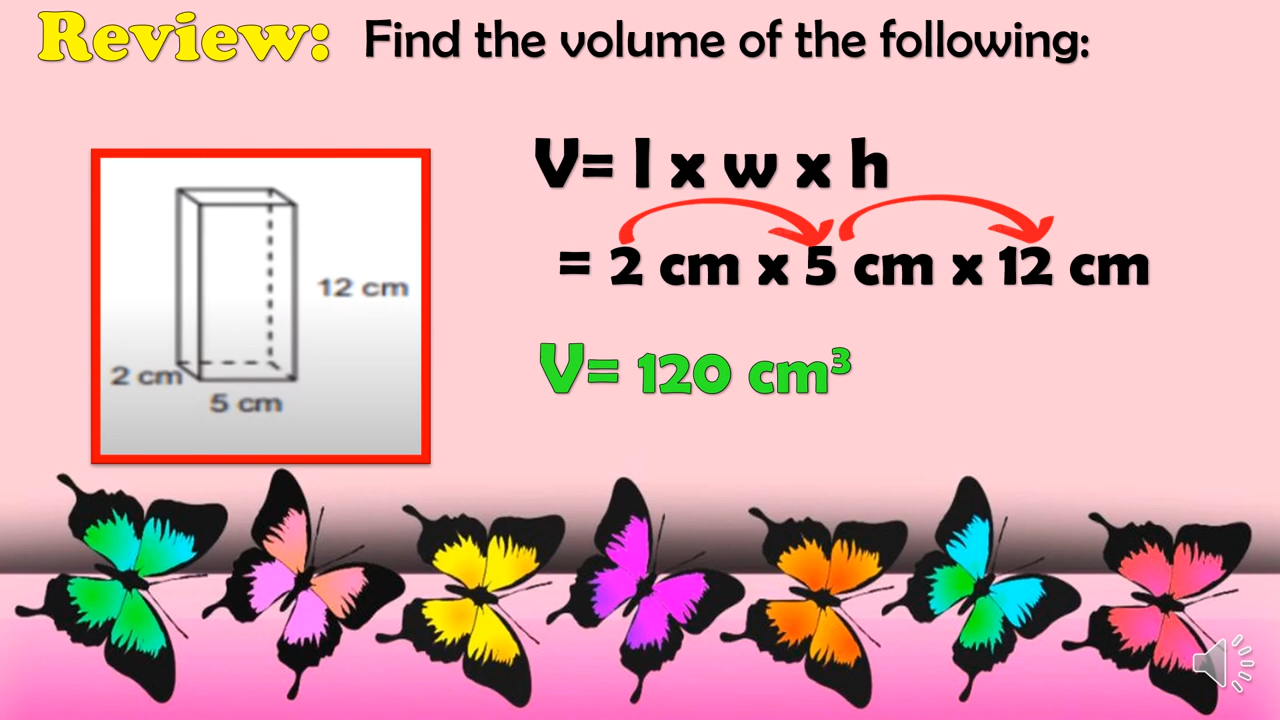 Review: Find the volume of the following:
V= l x w x h
= 2 cm x 5 cm x 12 cm
V= 120 cm³
12 cm
2 cm
5 cm